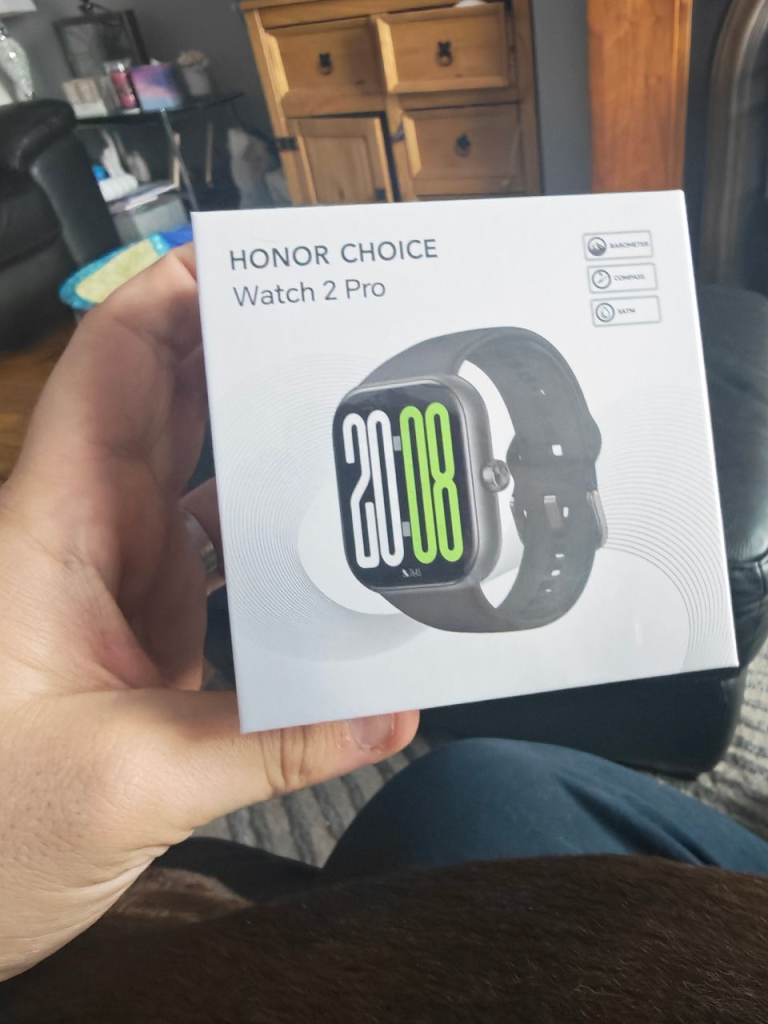 HONOR CHOICE
Watch 2 Pro
BAROMETER
COMPASS
5ATM
20:08